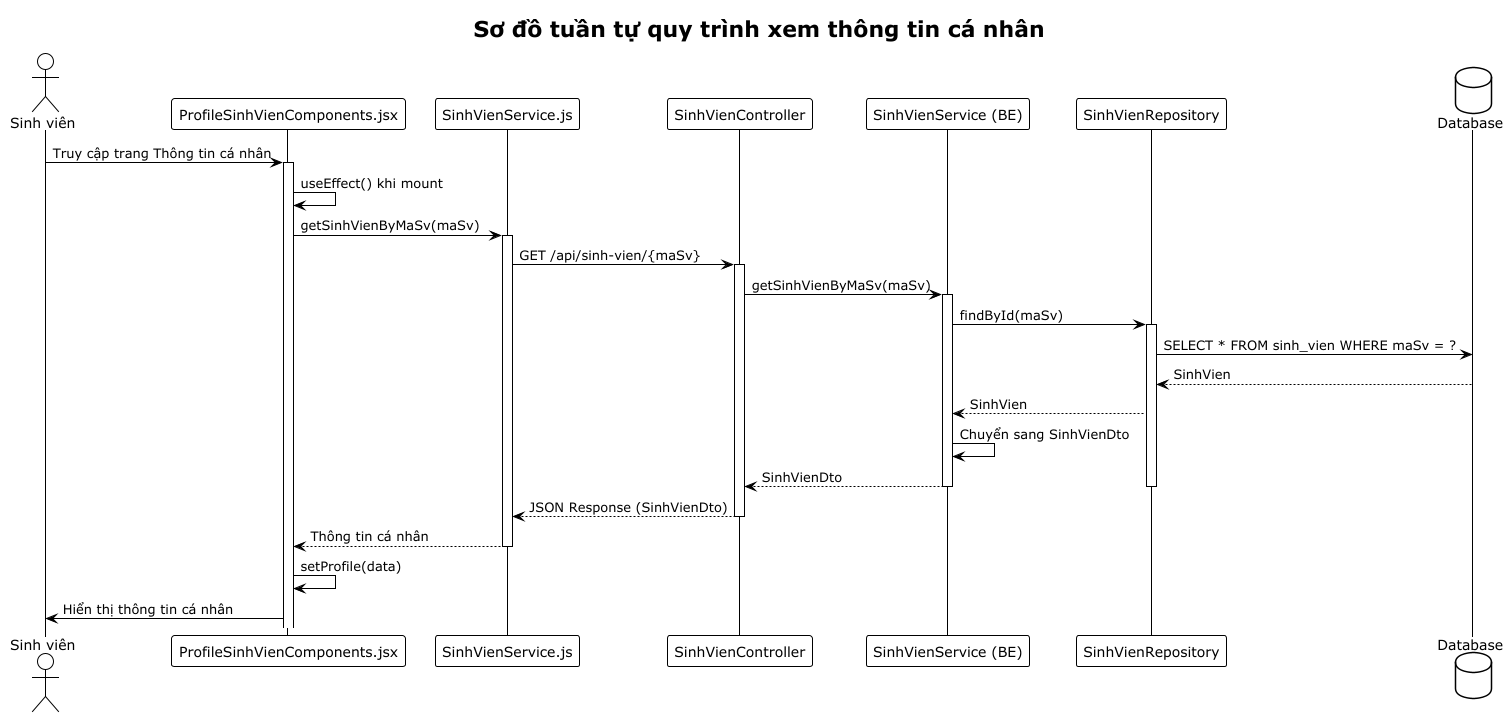 Sơ đồ tuần tự quy trình xem thông tin cá nhân
Sinh viên
ProfileSinhVienComponents.jsx
SinhVienService.js
SinhVienController
SinhVienService (BE)
SinhVienRepository
Database
Truy cập trang Thông tin cá nhân
useEffect() khi mount
getSinhVienByMaSv(maSv)
GET /api/sinh-vien/{maSv}
getSinhVienByMaSv(maSv)
findById(maSv)
SELECT * FROM sinh_vien WHERE maSv = ?
SinhVien
SinhVien
Chuyển sang SinhVienDto
SinhVienDto
JSON Response (SinhVienDto)
Thông tin cá nhân
setProfile(data)
Hiển thị thông tin cá nhân
Sinh viên
ProfileSinhVienComponents.jsx
SinhVienService.js
SinhVienController
SinhVienService (BE)
SinhVienRepository
Database